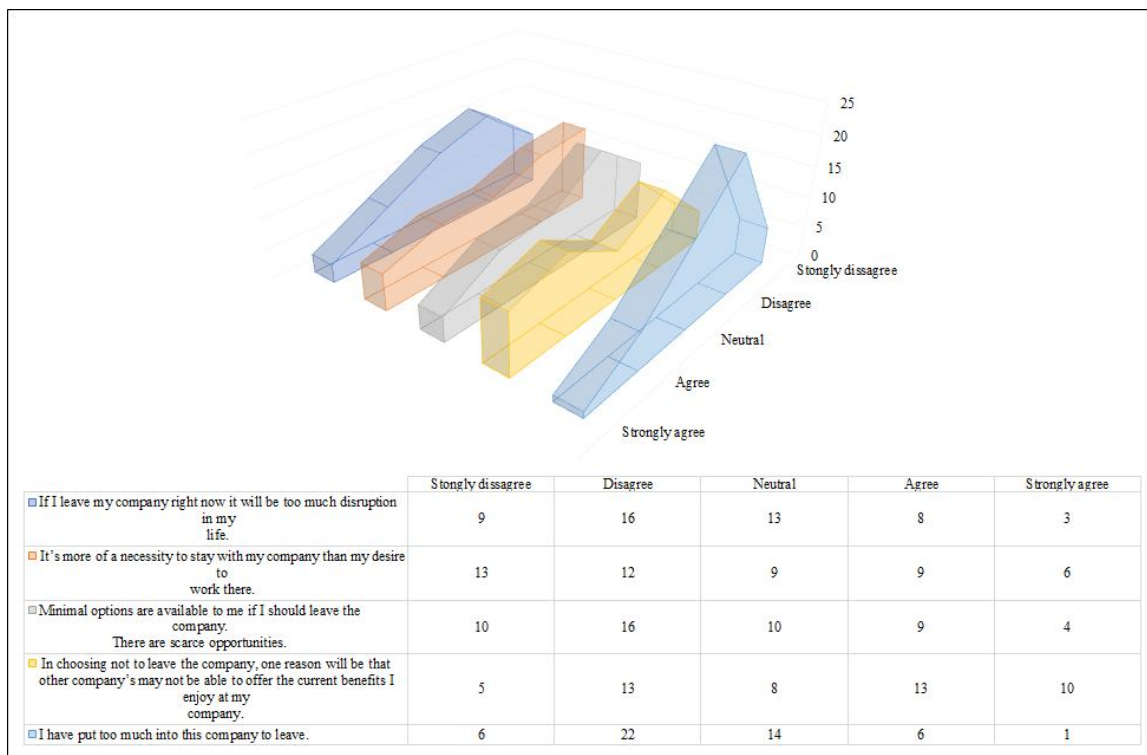 25
20
15
10
5
0
Stongly dissagree
Disagree
Neutral
Agree
Strongly agree
Stongly dissagree Disagree Neutral Agree Strongly agree
If I leave my company right now it will be too much disruption
in my
life.
9 16 13 8 3
It's more of a necessity to stay with my company than my desire
to
work there.
13 12 9 9 6
Minimal options are available to me if I should leave the
company.
There are scarce opportunities.
10 16 10 9 4
In choosing not to leave the company, one reason will be that
other company's may not be able to offer the current benefits I
enjoy at my
company.
5 13 8 13 10
I have put too much into this company to leave. 6 22 14 6 1